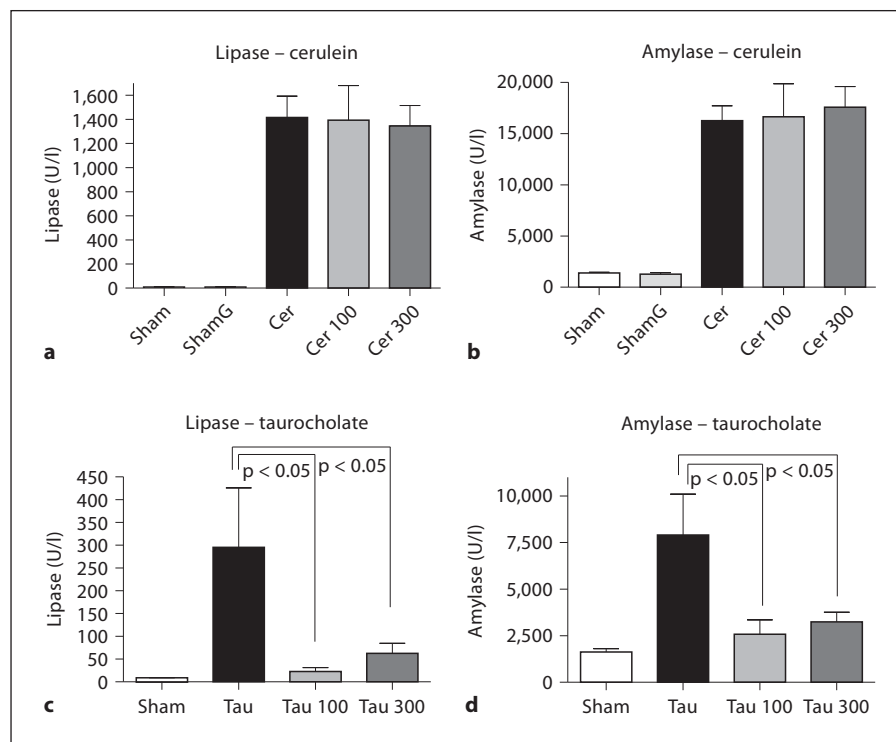 Lipase – cerulein
1,600
1,400
1,200
1,000
800
600
400
200
0
Lipase (U/l)
Sham
ShamG
Cer
Cer 100
Cer 300
a
Amylase – cerulein
20,000
15,000
10,000
5,000
0
Amylase (U/l)
Sham
ShamG
Cer
Cer 100
Cer 300
b
Lipase – taurocholate
p < 0.05
p < 0.05
450
400
350
300
250
300
150
100
50
0
Lipase (U/l)
Sham
Tau
Tau 100
Tau 300
c
Amylase – taurocholate
p < 0.05
p < 0.05
10,000
7,500
5,000
2,500
0
Amylase (U/l)
Sham
Tau
Tau 100
Tau 300
d